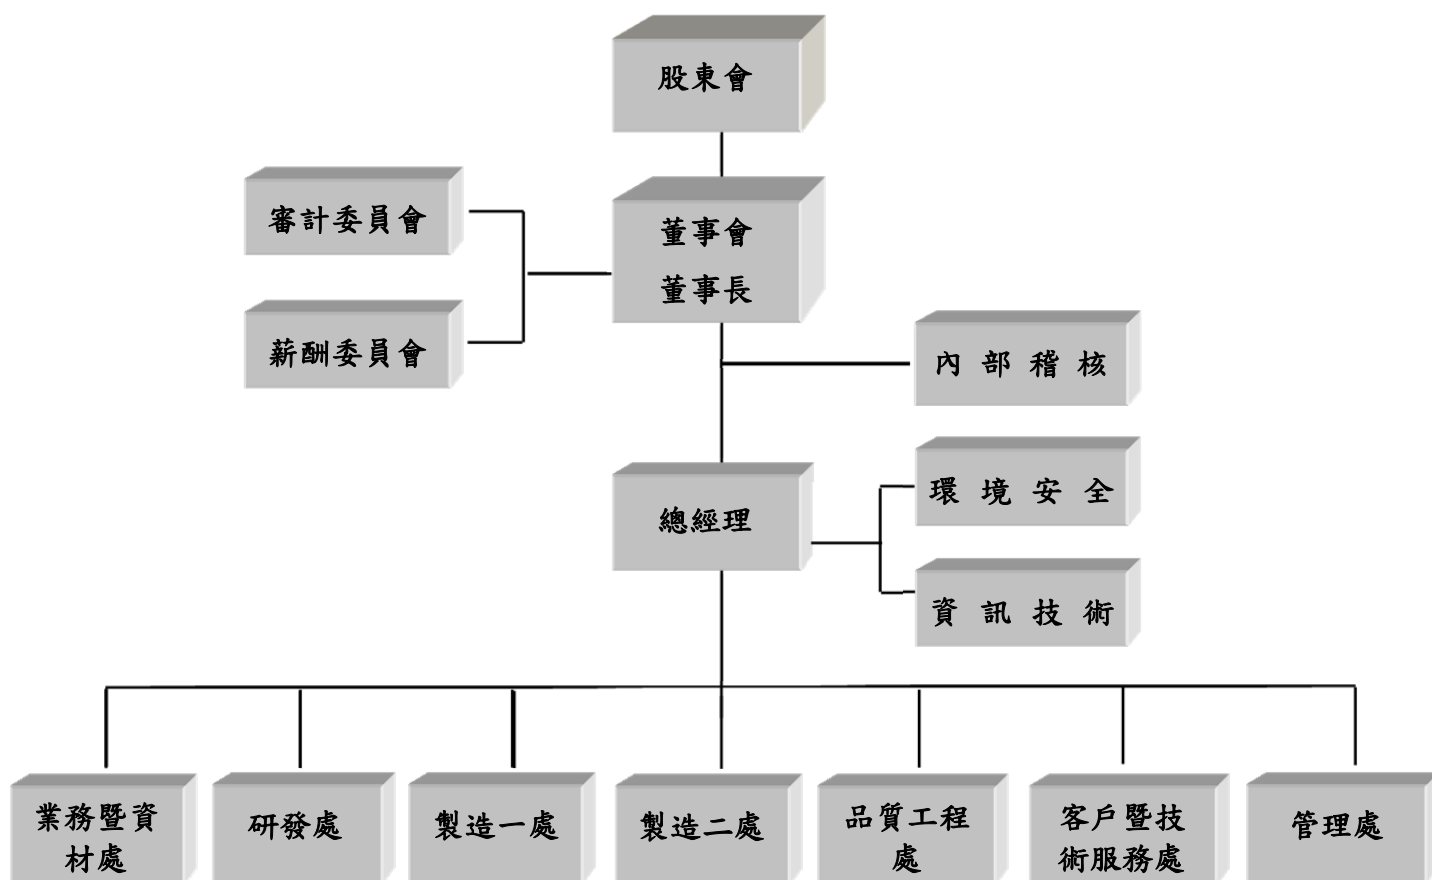 股東會
審計委員會
董事會
董事長
薪酬委員會
內部稽核
環境安全
總經理
資訊技術
業務暨資
材處
研發處
製造一處
製造二處
品質工程
處
客戶暨技
術服務處
管理處